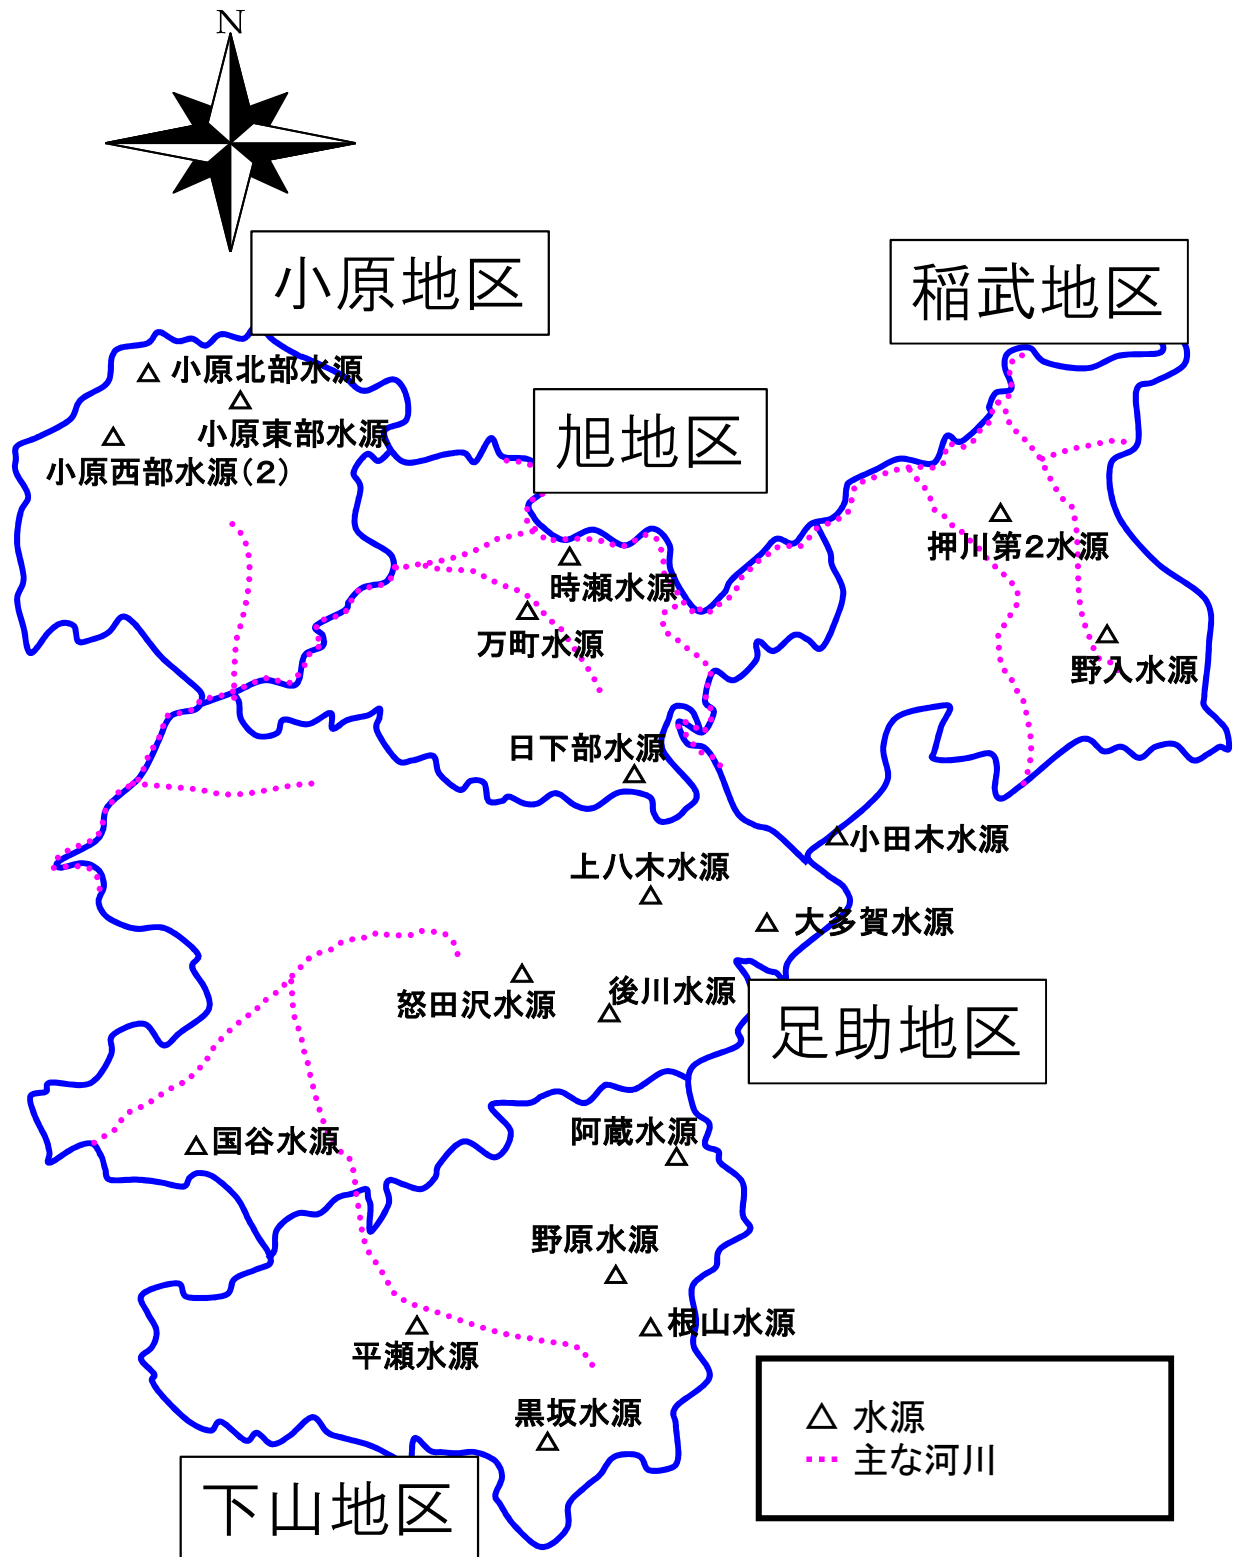 N
小原地区
稲武地区
小原北部水源
旭地区
小原東部水源
小原西部水源(2)
押川第2水源
時瀬水源
万町水源
野入水源
日下部水源
小田木水源
上八木水源
大多賀水源
怒田沢水源
後川水源
足助地区
阿蔵水源
国谷水源
野原水源
根山水源
平瀬水源
黒坂水源
水源
主な河川
下山地区